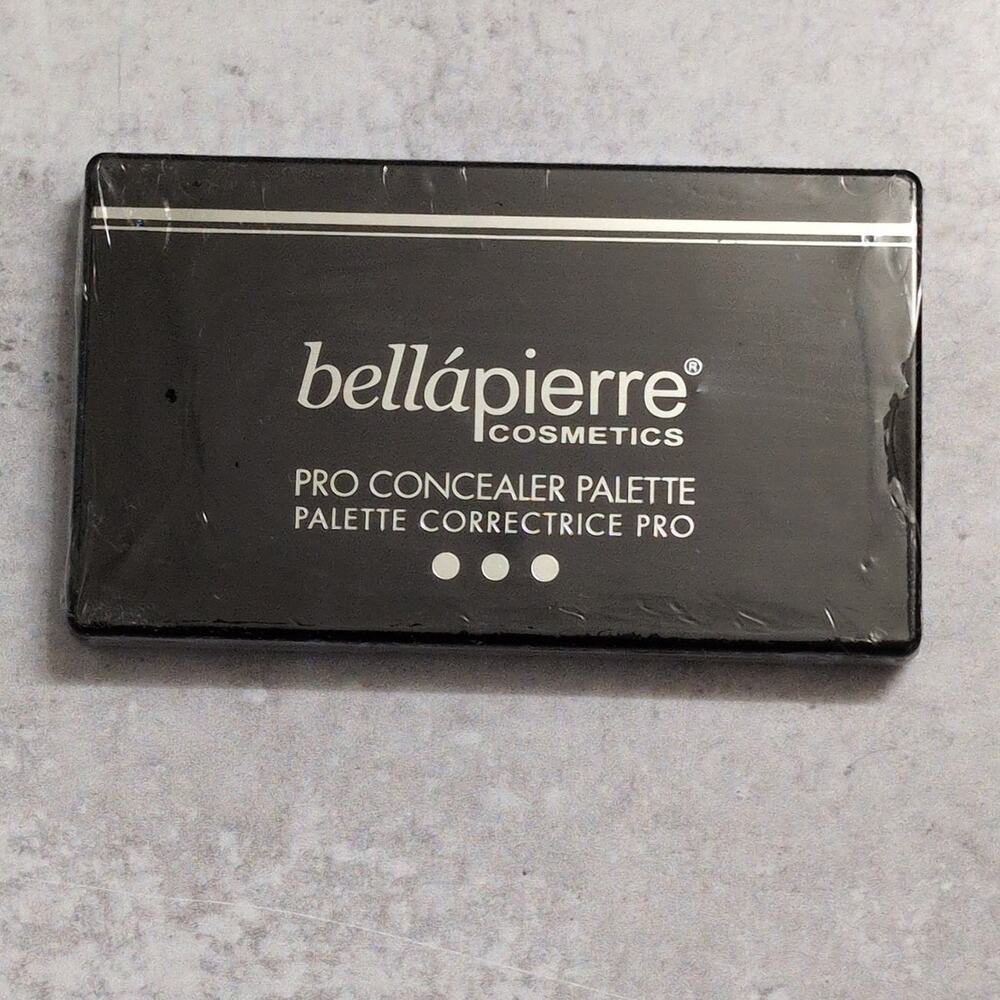 bellápierre®
COSMETICS
PRO CONCEALER PALETTE
PALETTE CORRECTRICE PRO